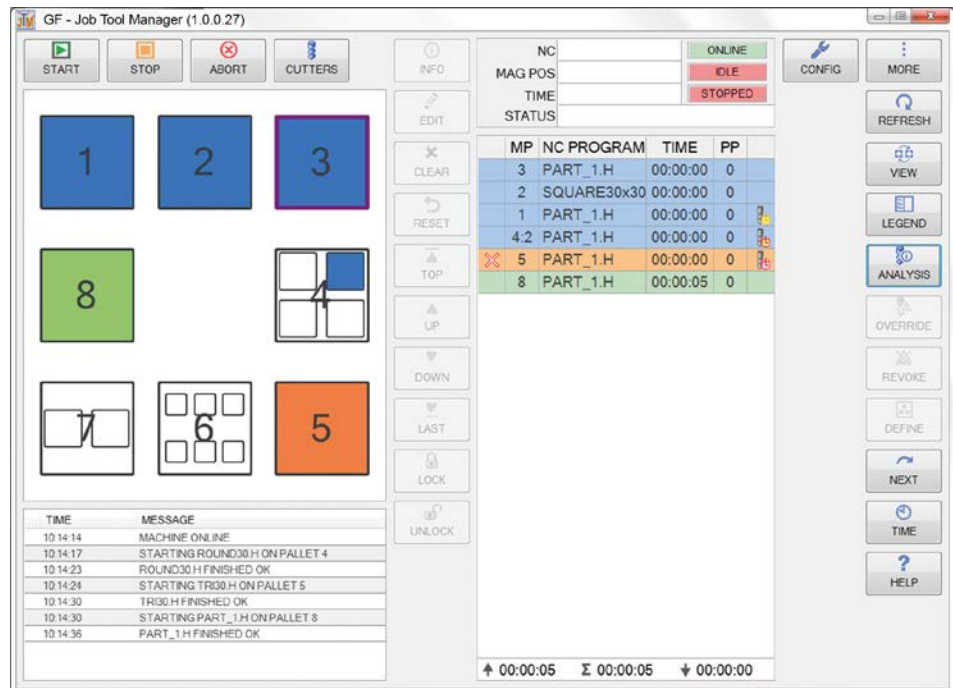 GF - Job Tool Manager (1.0.0.27)
START
STOP
ABORT
CUTTERS
INFO
EDIT
CLEAR
RESET
TOP
UP
DOWN
LAST
LOCK
UNLOCK
NC
MAG POS
TIME
STATUS
ONLINE
IDLE
STOPPED
CONFIG
MORE
REFRESH
VIEW
LEGEND
ANALYSIS
OVERRIDE
REVOKE
DEFINE
NEXT
TIME
HELP
1 2 3
8 4
7 6 5
MP NC PROGRAM TIME PP
3 PART_1.H 00:00:00 0
2 SQUARE30x30 00:00:00 0
1 PART_1.H 00:00:00 0
4:2 PART_1.H 00:00:00 0
5 PART_1.H 00:00:00 0
8 PART_1.H 00:00:05 0
TIME MESSAGE
10:14:14 MACHINE ONLINE
10:14:17 STARTING ROUND30.H ON PALLET 4
10:14:23 ROUND30.H FINISHED OK
10:14:24 STARTING TRI30.H ON PALLET 5
10:14:30 TRI30.H FINISHED OK
10:14:30 STARTING PART_1.H ON PALLET 8
10:14:36 PART_1.H FINISHED OK
00:00:05 Σ 00:00:05 00:00:00